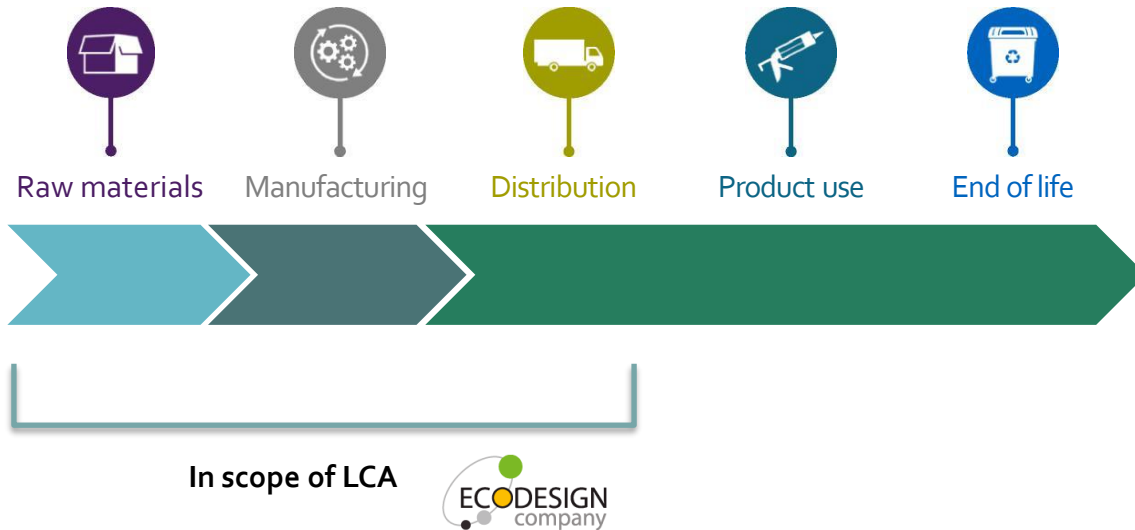 Raw materials
Manufacturing
Distribution
Product use
End of life
In scope of LCA
ECODESIGN
company